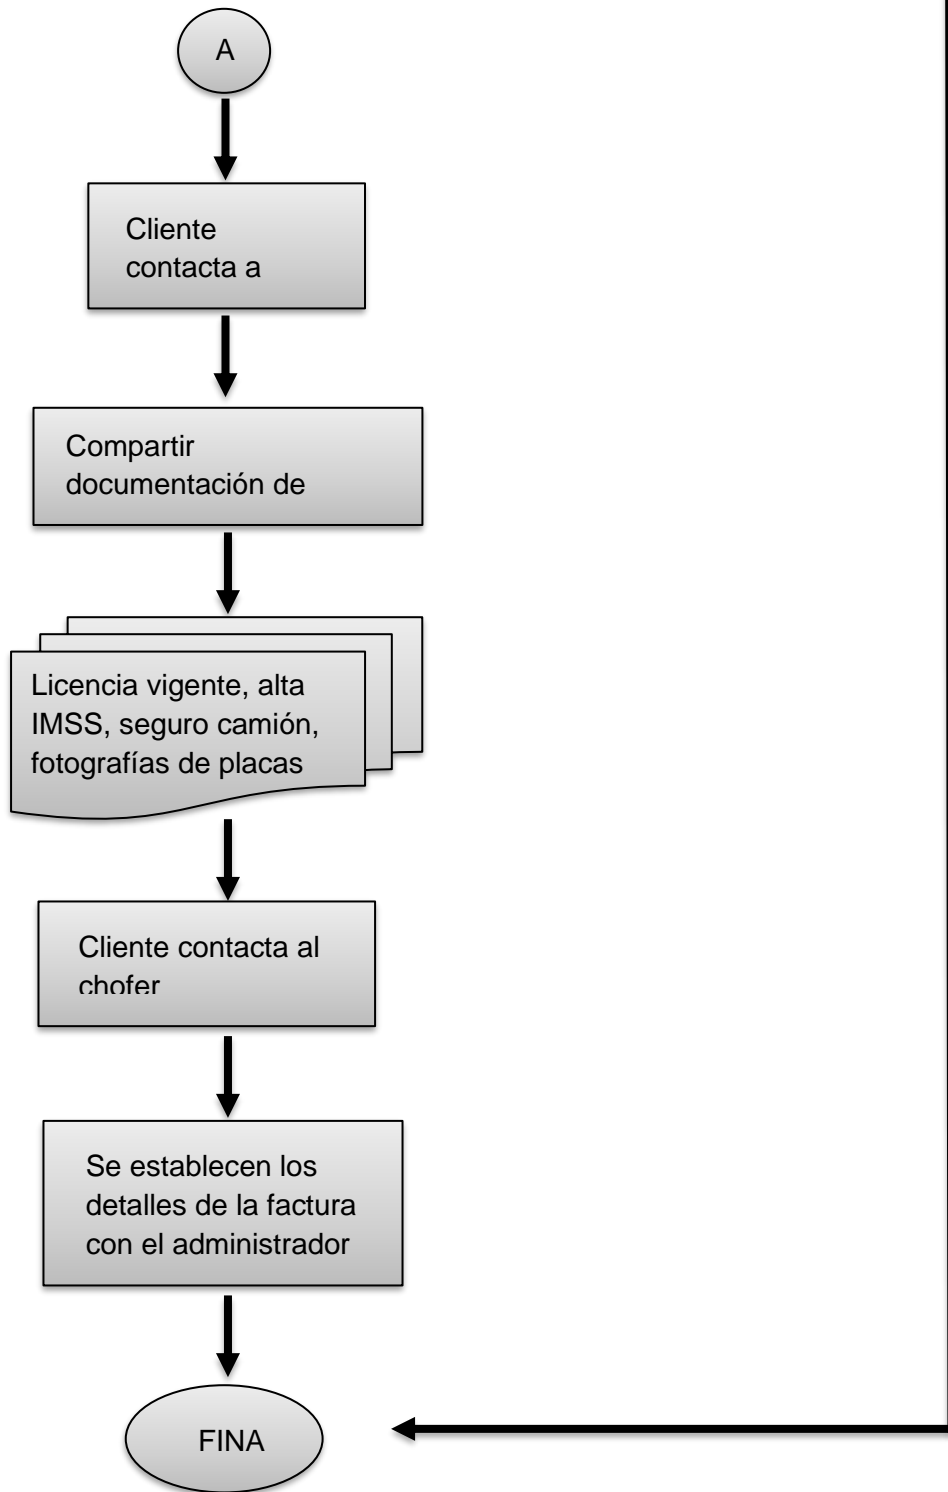 A
Cliente
contacta a
Compartir
documentación de
Licencia vigente, alta
IMSS, seguro camión,
fotografías de placas
Cliente contacta al
chofer
Se establecen los
detalles de la factura
con el administrador
FINA